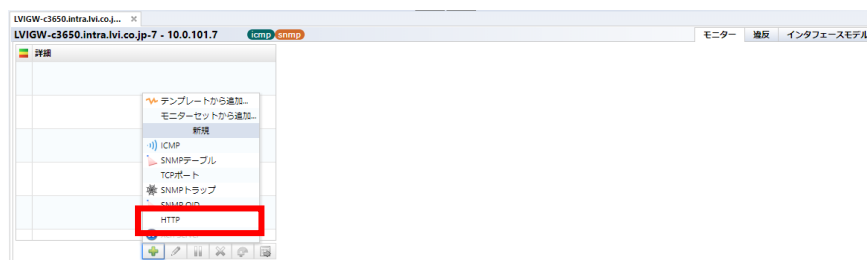 LVIGW-c3650.intra.lvi.co.j...
LVIGW-c3650.intra.lvi.co.jp-7 - 10.0.101.7 icmp snmp モニター 違反 インタフェースモデル
詳細
テンプレートから追加...
モニターセットから追加...
新規
ICMP
SNMPテーブル
TCPポート
SNMPトラップ
SNMP OID
HTTP